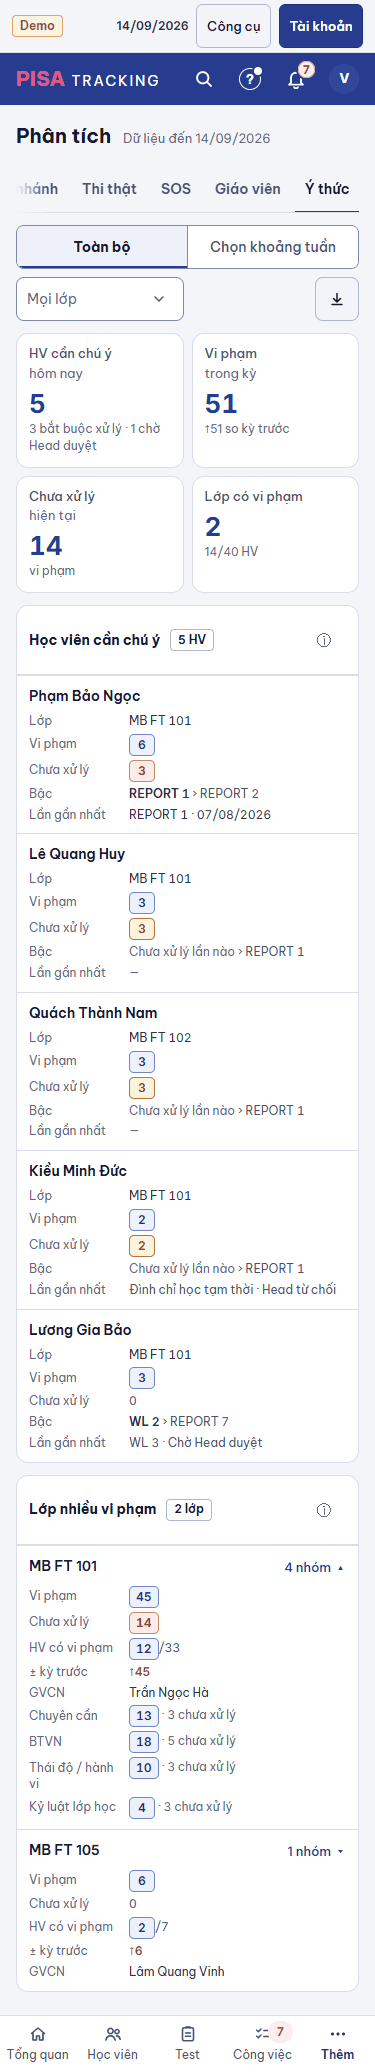 Demo 14/09/2026 Công cụ Tài khoản
PISA TRACKING ? 7 V
Phân tích Dữ liệu đến 14/09/2026
nhánh Thi thật SOS Giáo viên Ý thức
Toàn bộ Chọn khoảng tuần
Mọi lớp
HV cần chú ý
hôm nay
5
3 bắt buộc xử lý · 1 chờ
Head duyệt
Vi phạm
trong kỳ
51
↑51 so kỳ trước
Chưa xử lý
hiện tại
14
vi phạm
Lớp có vi phạm
2
14/40 HV
Học viên cần chú ý 5 HV
Phạm Bảo Ngọc
Lớp MB FT 101
Vi phạm 6
Chưa xử lý 3
Bậc REPORT 1 › REPORT 2
Lần gần nhất REPORT 1 · 07/08/2026
Lê Quang Huy
Lớp MB FT 101
Vi phạm 3
Chưa xử lý 3
Bậc Chưa xử lý lần nào › REPORT 1
Lần gần nhất —
Quách Thành Nam
Lớp MB FT 102
Vi phạm 3
Chưa xử lý 3
Bậc Chưa xử lý lần nào › REPORT 1
Lần gần nhất —
Kiều Minh Đức
Lớp MB FT 101
Vi phạm 2
Chưa xử lý 2
Bậc Chưa xử lý lần nào › REPORT 1
Lần gần nhất Đình chỉ học tạm thời · Head từ chối
Lương Gia Bảo
Lớp MB FT 101
Vi phạm 3
Chưa xử lý 0
Bậc WL 2 › REPORT 7
Lần gần nhất WL 3 · Chờ Head duyệt
Lớp nhiều vi phạm 2 lớp
MB FT 101 4 nhóm ▴
Vi phạm 45
Chưa xử lý 14
HV có vi phạm 12/33
± kỳ trước ↑45
GVCN Trần Ngọc Hà
Chuyên cần 13 · 3 chưa xử lý
BTVN 18 · 5 chưa xử lý
Thái độ / hành
vi 10 · 3 chưa xử lý
Kỷ luật lớp học 4 · 3 chưa xử lý
MB FT 105 1 nhóm ▾
Vi phạm 6
Chưa xử lý 0
HV có vi phạm 2/7
± kỳ trước ↑6
GVCN Lâm Quang Vinh
Tổng quan Học viên Test Công việc 7 Thêm